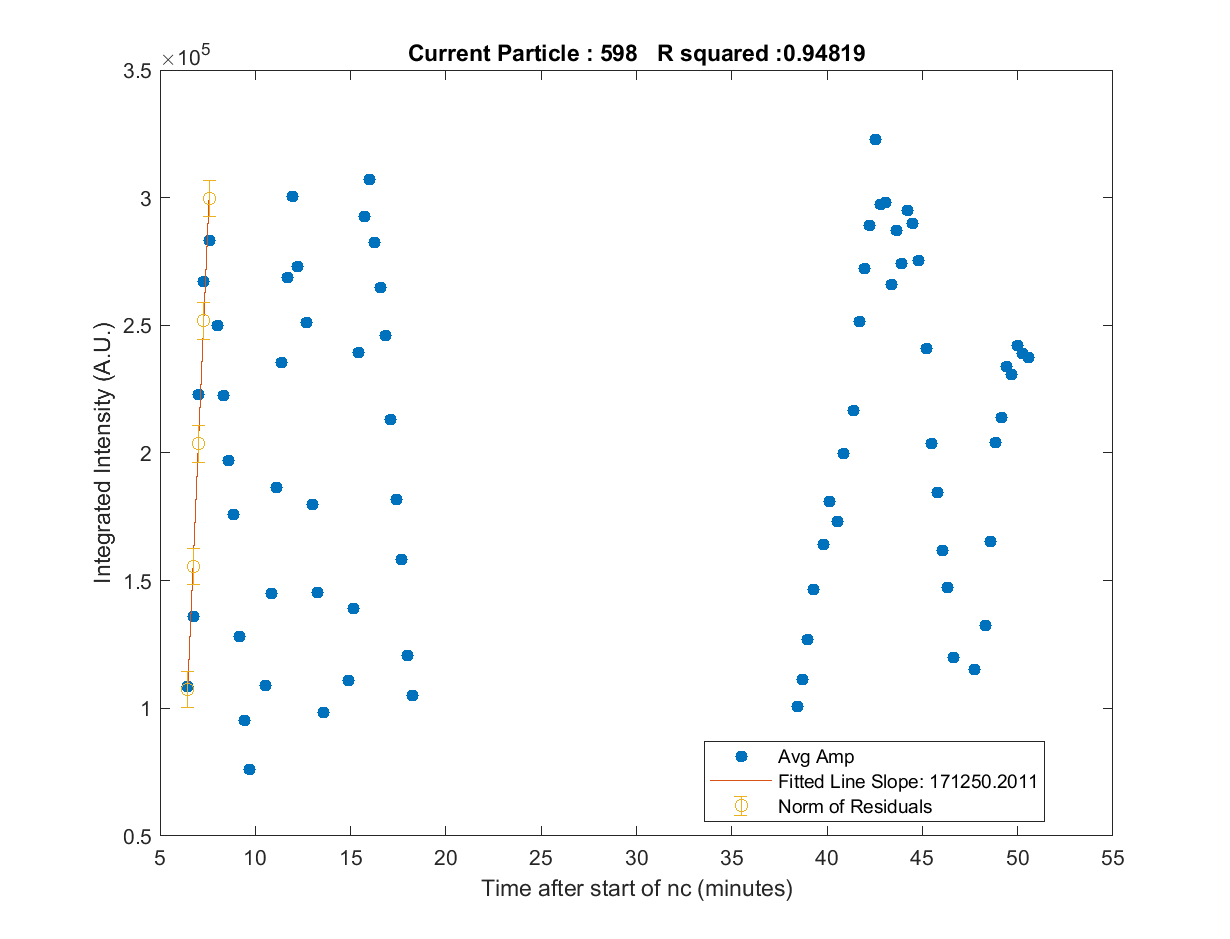 Current Particle : 598   R squared :0.94819
×10^5
3.5
3
2.5
2
1.5
1
0.5
Integrated Intensity (A.U.)
5 10 15 20 25 30 35 40 45 50 55
Time after start of nc (minutes)
Avg Amp
Fitted Line Slope: 171250.2011
Norm of Residuals